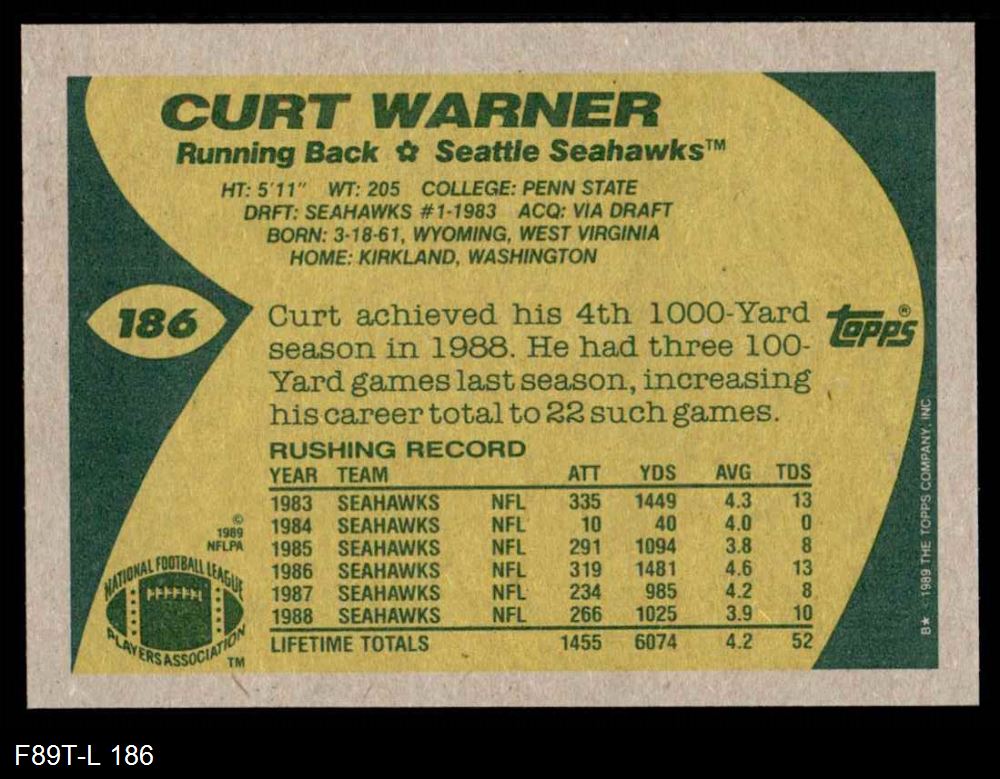 CURT WARNER
Running Back ✿ Seattle Seahawks™
HT: 5'11" WT: 205 COLLEGE: PENN STATE
DRFT: SEAHAWKS #1-1983 ACQ: VIA DRAFT
BORN: 3-18-61, WYOMING, WEST VIRGINIA
HOME: KIRKLAND, WASHINGTON
186
Curt achieved his 4th 1000-Yard
season in 1988. He had three 100-
Yard games last season, increasing
his career total to 22 such games.
topps®
RUSHING RECORD
YEAR TEAM ATT YDS AVG TDS
1983 SEAHAWKS NFL 335 1449 4.3 13
1984 SEAHAWKS NFL 10 40 4.0 0
1985 SEAHAWKS NFL 291 1094 3.8 8
1986 SEAHAWKS NFL 319 1481 4.6 13
1987 SEAHAWKS NFL 234 985 4.2 8
1988 SEAHAWKS NFL 266 1025 3.9 10
LIFETIME TOTALS 1455 6074 4.2 52
©
1989
NFLPA
NATIONAL FOOTBALL LEAGUE
PLAYERS ASSOCIATION
TM
B★ 1989 THE TOPPS COMPANY, INC.
F89T-L 186